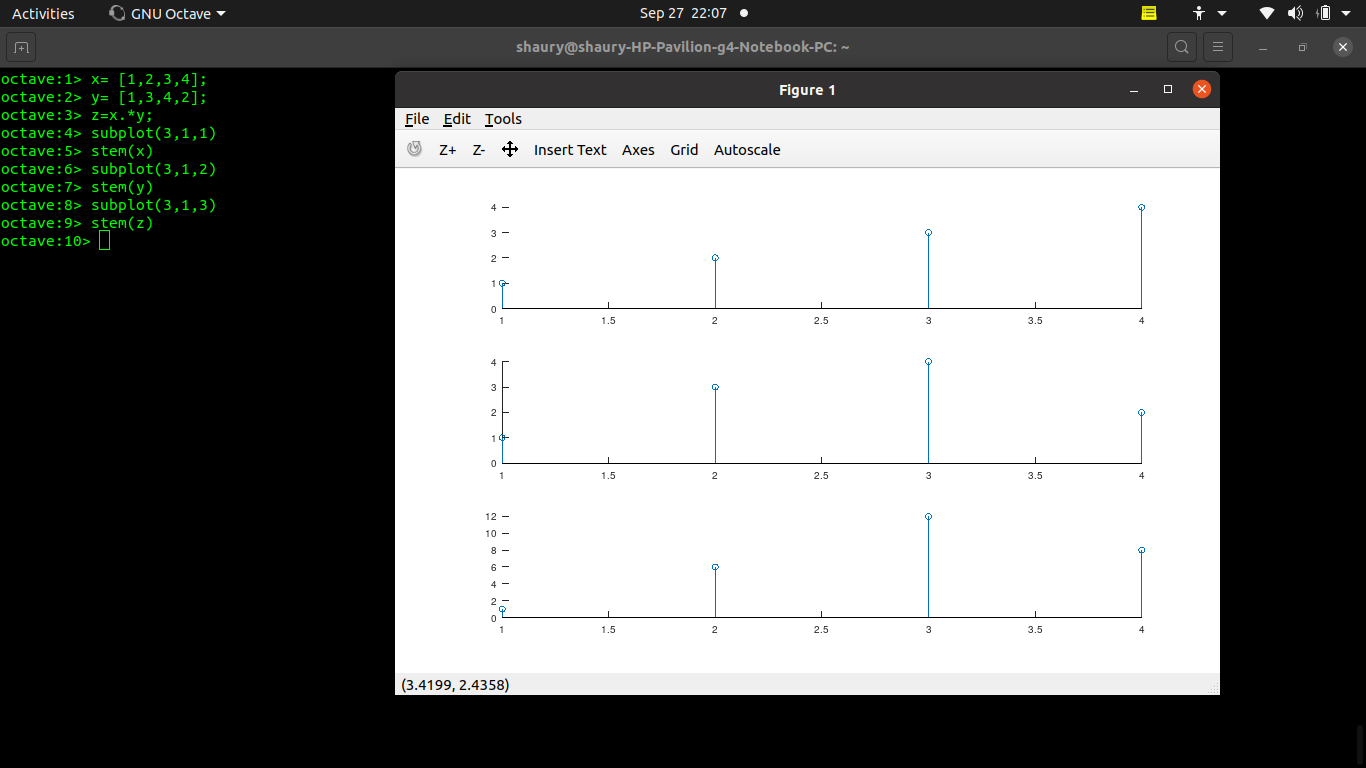 Activities GNU Octave Sep 27 22:07
shaury@shaury-HP-Pavilion-g4-Notebook-PC: ~
octave:1> x= [1,2,3,4];
octave:2> y= [1,3,4,2];
octave:3> z=x.*y;
octave:4> subplot(3,1,1)
octave:5> stem(x)
octave:6> subplot(3,1,2)
octave:7> stem(y)
octave:8> subplot(3,1,3)
octave:9> stem(z)
octave:10>
Figure 1
File Edit Tools
Z+ Z- Insert Text Axes Grid Autoscale
4
3
2
1
0
1 1.5 2 2.5 3 3.5 4
4
3
2
1
0
1 1.5 2 2.5 3 3.5 4
12
10
8
6
4
2
0
1 1.5 2 2.5 3 3.5 4
(3.4199, 2.4358)